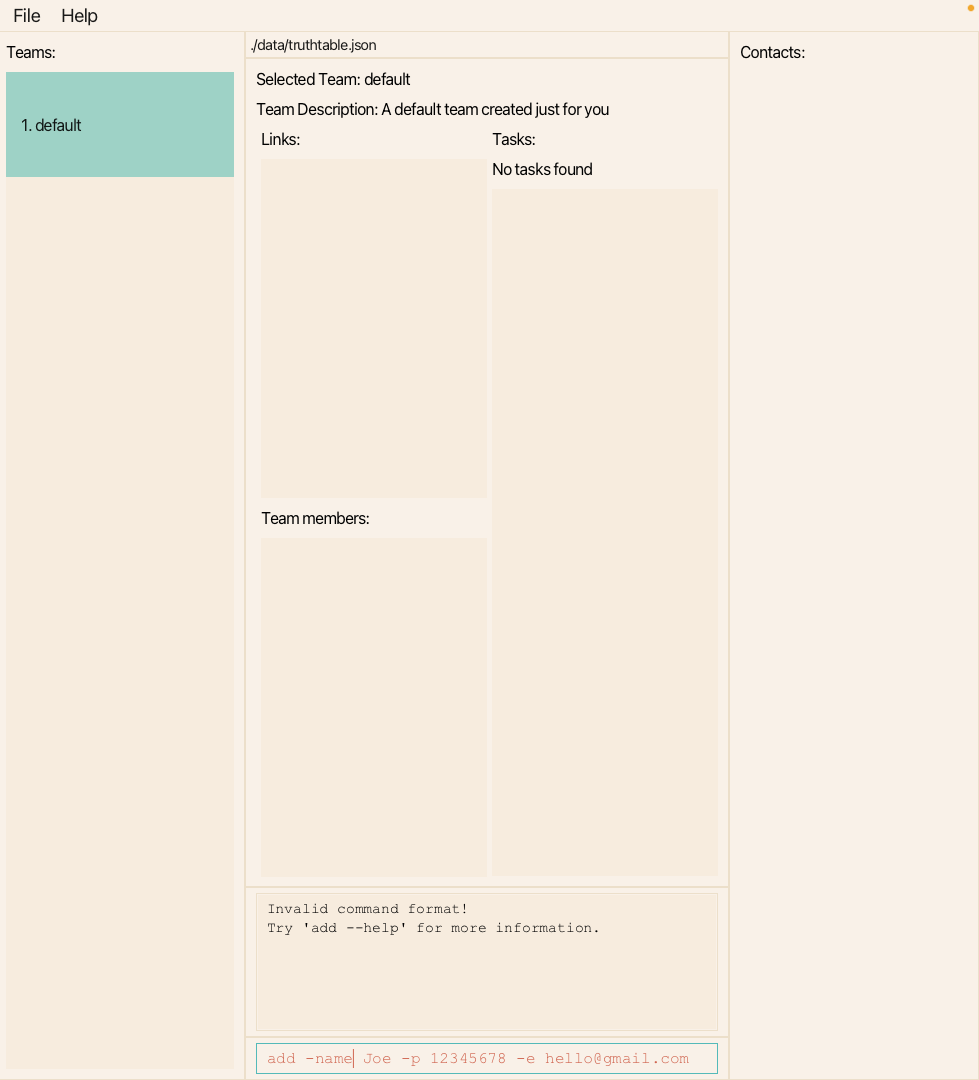 File Help
Teams:
1. default
./data/truthtable.json
Selected Team: default
Team Description: A default team created just for you
Links:
Tasks:
No tasks found
Team members:
Invalid command format!
Try 'add --help' for more information.
add -name Joe -p 12345678 -e hello@gmail.com
Contacts: